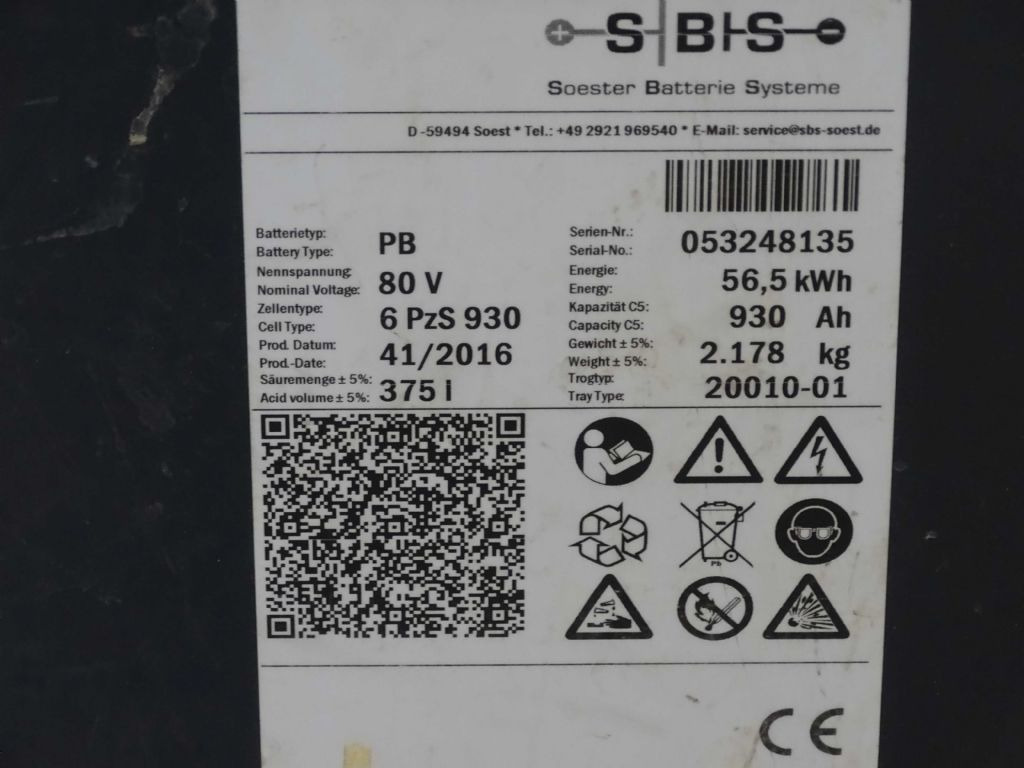 S B S
Soester Batterie Systeme
D-59494 Soest * Tel.: +49 2921 969540 * E-Mail: service@sbs-soest.de
Batterietyp:
Battery Type: PB
Nennspannung:
Nominal Voltage: 80 V
Zellentype:
Cell Type: 6 PzS 930
Prod. Datum:
Prod.-Date: 41/2016
Säuremenge ± 5%:
Acid volume ± 5%: 375 l
Serien-Nr.:
Serial-No.: 053248135
Energie:
Energy: 56,5 kWh
Kapazität C5:
Capacity C5: 930 Ah
Gewicht ± 5%:
Weight ± 5%: 2.178 kg
Trogtyp:
Tray Type: 20010-01
Pb
CE